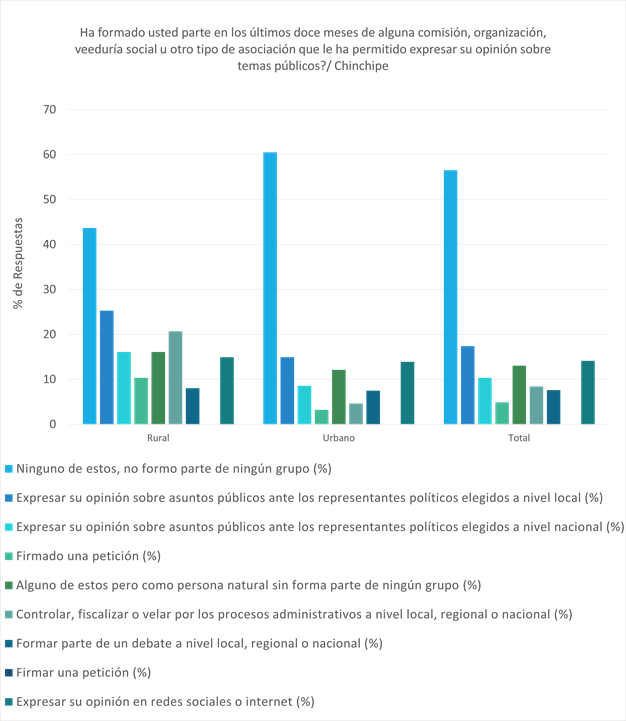 Ha formado usted parte en los últimos doce meses de alguna comisión, organización,
veeduría social u otro tipo de asociación que le ha permitido expresar su opinión sobre
temas públicos?/ Chinchipe
70
60
50
40
30
20
10
0
% de Respuestas
Rural
Urbano
Total
Ninguno de estos, no formo parte de ningún grupo (%)
Expresar su opinión sobre asuntos públicos ante los representantes políticos elegidos a nivel local (%)
Expresar su opinión sobre asuntos públicos ante los representantes políticos elegidos a nivel nacional (%)
Firmado una petición (%)
Alguno de estos pero como persona natural sin forma parte de ningún grupo (%)
Controlar, fiscalizar o velar por los procesos administrativos a nivel local, regional o nacional (%)
Formar parte de un debate a nivel local, regional o nacional (%)
Firmar una petición (%)
Expresar su opinión en redes sociales o internet (%)